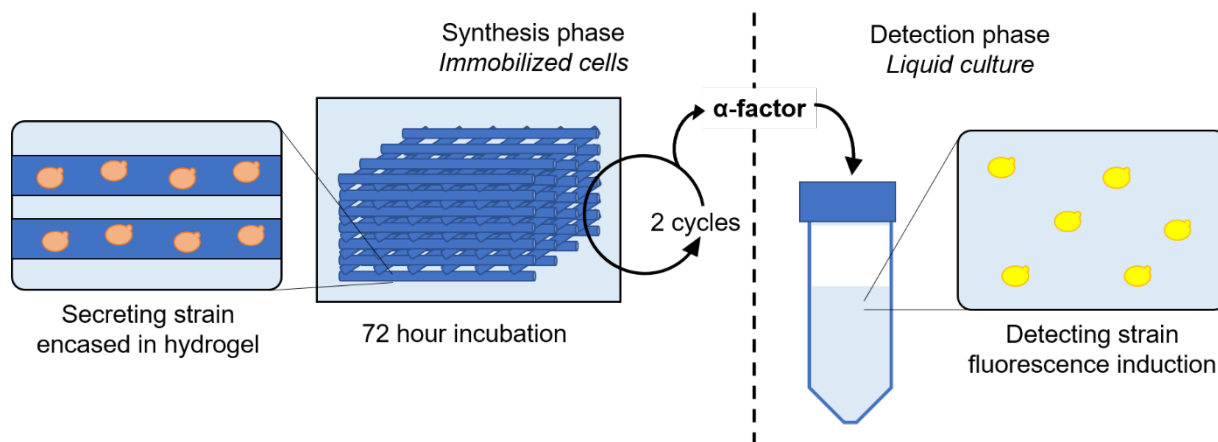 Synthesis phase
Immobilized cells
Detection phase
Liquid culture
α-factor
2 cycles
Secreting strain
encased in hydrogel
72 hour incubation
Detecting strain
fluorescence induction